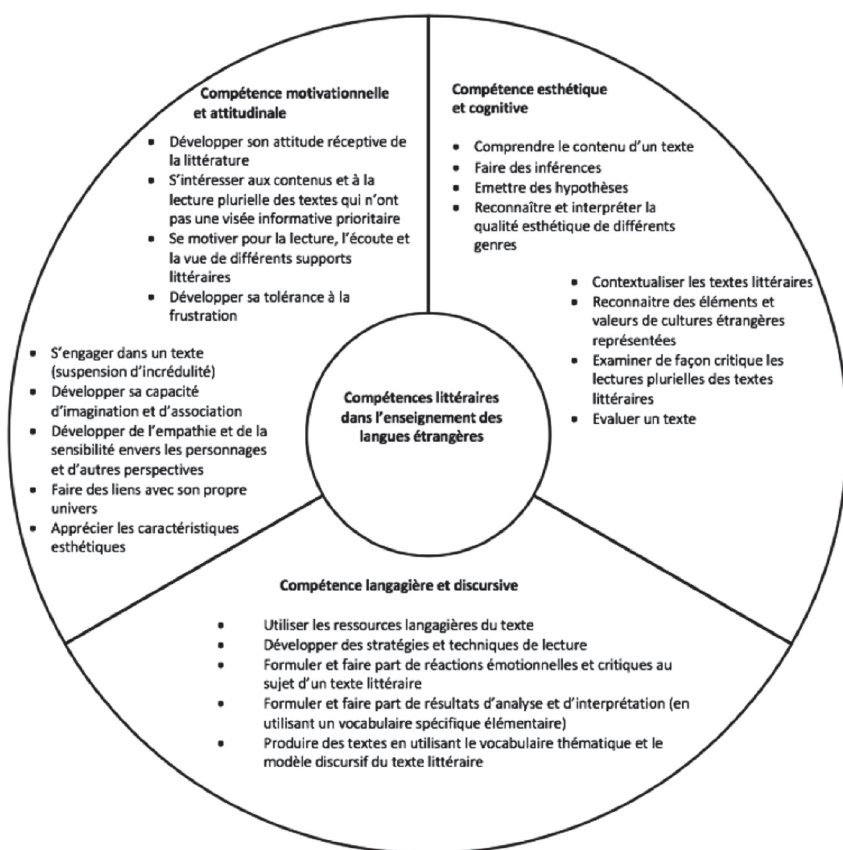 Compétence motivationnelle
et attitudinale
• Développer son attitude réceptive de
la littérature
• S'intéresser aux contenus et à la
lecture plurielle des textes qui n'ont
pas une visée informative prioritaire
• Se motiver pour la lecture, l'écoute et
la vue de différents supports
littéraires
• Développer sa tolérance à la
frustration
• S'engager dans un texte
(suspension d'incrédulité)
• Développer sa capacité
d'imagination et d'association
• Développer de l'empathie et de la
sensibilité envers les personnages
et d'autres perspectives
• Faire des liens avec son propre
univers
• Apprécier les caractéristiques
esthétiques
Compétence esthétique
et cognitive
• Comprendre le contenu d'un texte
• Faire des inférences
• Emettre des hypothèses
• Reconnaître et interpréter la
qualité esthétique de différents
genres
• Contextualiser les textes littéraires
• Reconnaitre des éléments et
valeurs de cultures étrangères
représentées
• Examiner de façon critique les
lectures plurielles des textes
littéraires
• Evaluer un texte
Compétences littéraires
dans l'enseignement des
langues étrangères
Compétence langagière et discursive
• Utiliser les ressources langagières du texte
• Développer des stratégies et techniques de lecture
• Formuler et faire part de réactions émotionnelles et critiques au
sujet d'un texte littéraire
• Formuler et faire part de résultats d'analyse et d'interprétation (en
utilisant un vocabulaire spécifique élémentaire)
• Produire des textes en utilisant le vocabulaire thématique et le
modèle discursif du texte littéraire